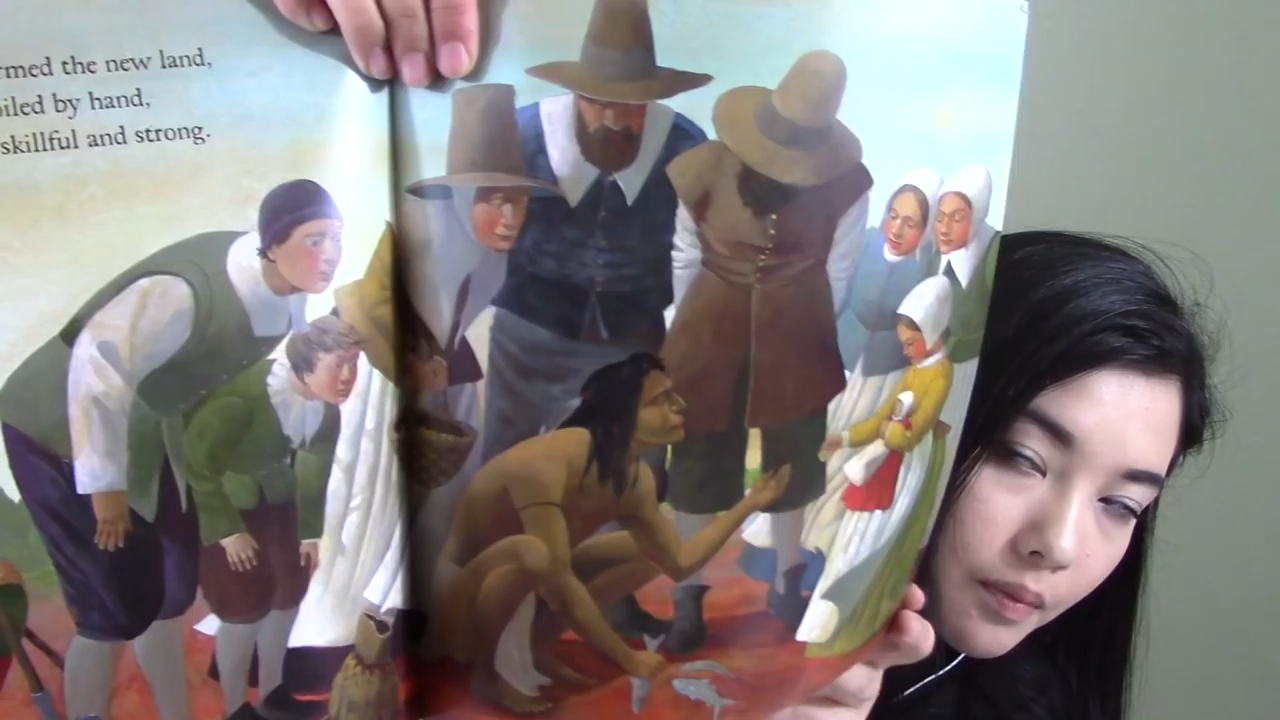 rmed the new land,
oiled by hand,
skillful and strong.